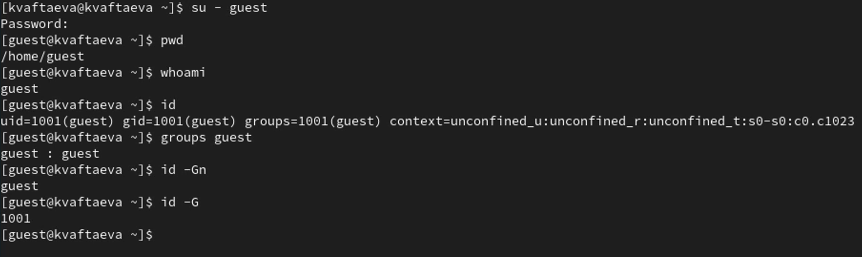 [kvaftaeva@kvaftaeva ~]$ su - guest
Password:
[guest@kvaftaeva ~]$ pwd
/home/guest
[guest@kvaftaeva ~]$ whoami
guest
[guest@kvaftaeva ~]$ id
uid=1001(guest) gid=1001(guest) groups=1001(guest) context=unconfined_u:unconfined_r:unconfined_t:s0-s0:c0.c1023
[guest@kvaftaeva ~]$ groups guest
guest : guest
[guest@kvaftaeva ~]$ id -Gn
guest
[guest@kvaftaeva ~]$ id -G
1001
[guest@kvaftaeva ~]$